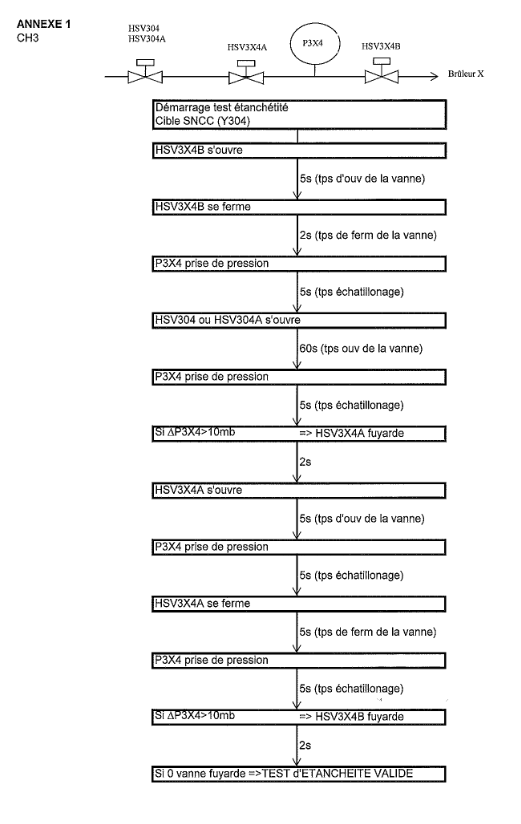 ANNEXE 1
CH3
HSV304
HSV304A
HSV3X4A
P3X4
HSV3X4B
Brûleur X
Démarrage test étanchétité
Cible SNCC (Y304)
HSV3X4B s'ouvre
5s (tps d'ouv de la vanne)
HSV3X4B se ferme
2s (tps de ferm de la vanne)
P3X4 prise de pression
5s (tps échatillonage)
HSV304 ou HSV304A s'ouvre
60s (tps ouv de la vanne)
P3X4 prise de pression
5s (tps échatillonage)
Si ΔP3X4>10mb => HSV3X4A fuyarde
2s
HSV3X4A s'ouvre
5s (tps d'ouv de la vanne)
P3X4 prise de pression
5s (tps échatillonage)
HSV3X4A se ferme
5s (tps de ferm de la vanne)
P3X4 prise de pression
5s (tps échatillonage)
Si ΔP3X4>10mb => HSV3X4B fuyarde
2s
Si 0 vanne fuyarde =>TEST d'ETANCHEITE VALIDE